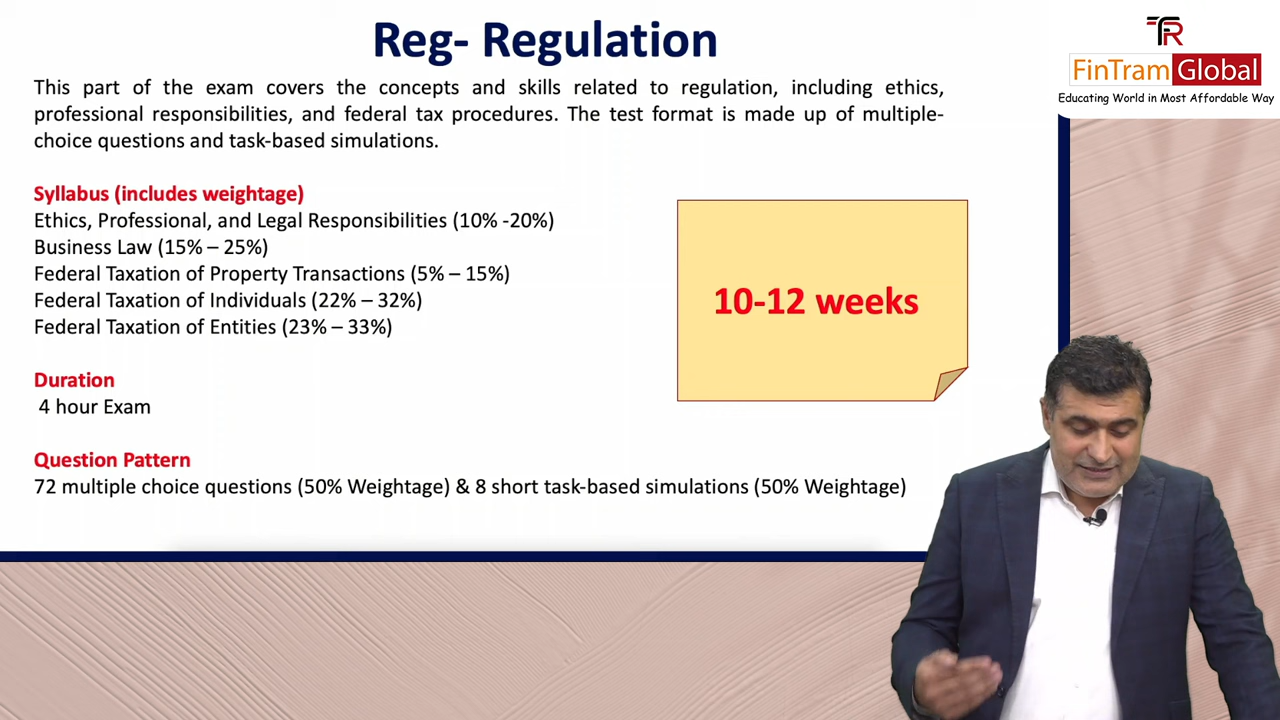 Reg- Regulation
This part of the exam covers the concepts and skills related to regulation, including ethics,
professional responsibilities, and federal tax procedures. The test format is made up of multiple-
choice questions and task-based simulations.
Syllabus (includes weightage)
Ethics, Professional, and Legal Responsibilities (10% -20%)
Business Law (15% – 25%)
Federal Taxation of Property Transactions (5% – 15%)
Federal Taxation of Individuals (22% – 32%)
Federal Taxation of Entities (23% – 33%)
Duration
4 hour Exam
Question Pattern
72 multiple choice questions (50% Weightage) & 8 short task-based simulations (50% Weightage)
10-12 weeks
FinTram Global
Educating World in Most Affordable Way